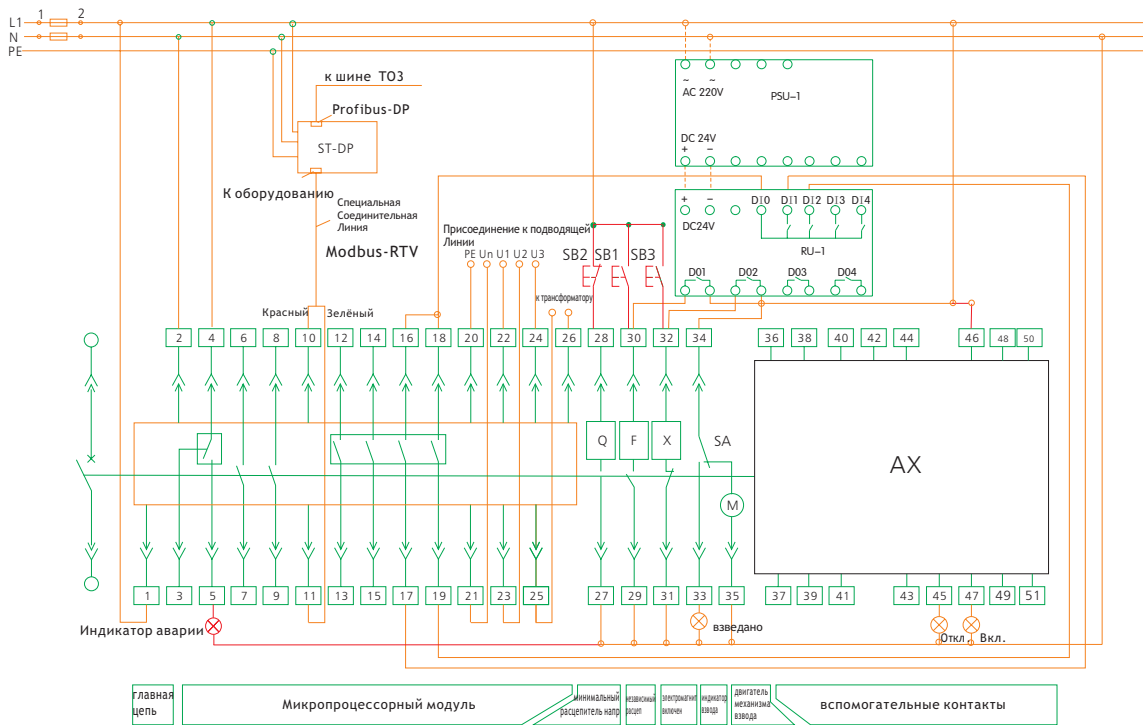 L1 1 2
N
PE
к шине ТО3
Profibus-DP
ST-DP
К оборудованию
Специальная
Соединительная
Линия
Modbus-RTV
Красный
Зелёный
Присоединение к подводящей
Линии
PE Un U1 U2 U3
к трансформатору
SB2 SB1 SB3
~ ~
AC 220V
PSU-1
DC 24V
+ −
+ −
DC24V
DI0 DI1 DI2 DI3 DI4
RU-1
D01 D02 D03 D04
2 4 6 8 10 12 14 16 18 20 22 24 26 28 30 32 34 36 38 40 42 44 46 48 50
Q F X SA
M
AX
1 3 5 7 9 11 13 15 17 19 21 23 25 27 29 31 33 35 37 39 41 43 45 47 49 51
Индикатор аварии
взведано
Откл. Вкл.
главная
цепь
Микропроцессорный модуль
минимальный
расцепитель напр
независимый
расцеп
электромагнит
включен
индикатор
взвода
двигатель
механизма
взвода
вспомогательные контакты